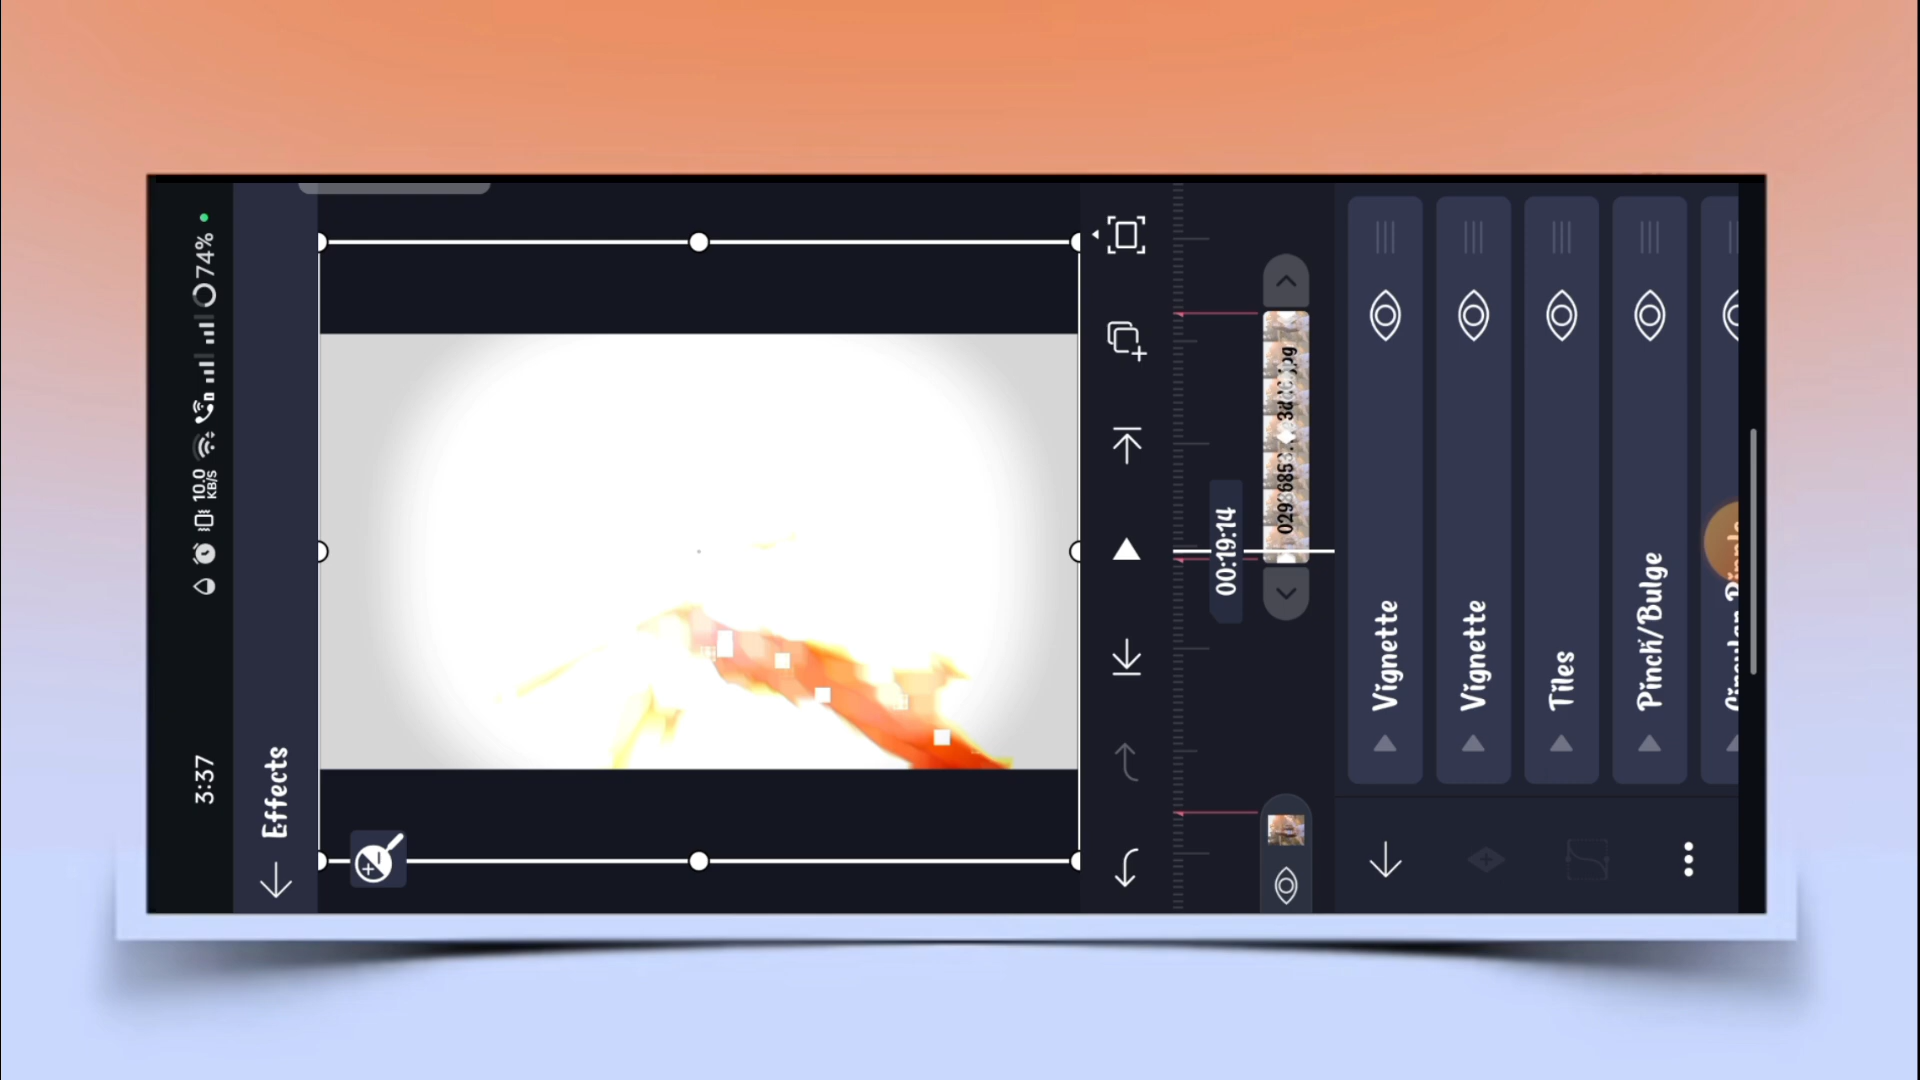 3:37
10.0
KB/S
74%
Effects
00:19:14
Vignette
Vignette
Tiles
Pinch/Bulge